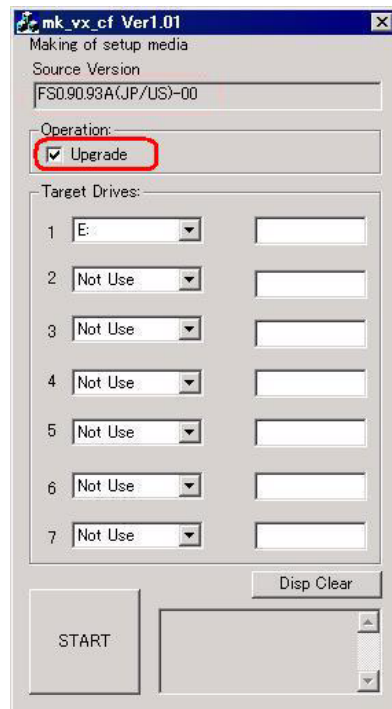 mk_vx_cf Ver1.01
Making of setup media
Source Version
FS0.90.93A(JP/US)-00
Operation:
Upgrade
Target Drives:
1 E:
2 Not Use
3 Not Use
4 Not Use
5 Not Use
6 Not Use
7 Not Use
Disp Clear
START